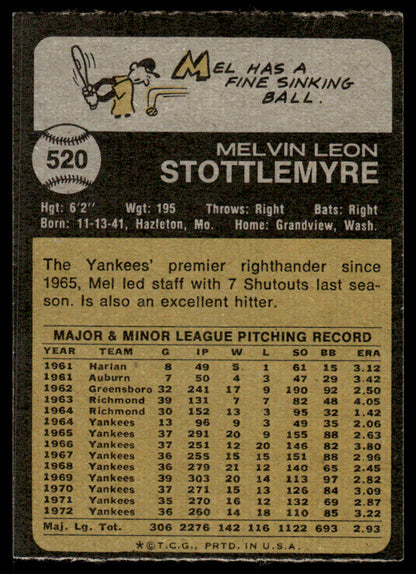 MEL HAS A
FINE SINKING
BALL.
520
MELVIN LEON
STOTTLEMYRE
Hgt: 6'2" Wgt: 195 Throws: Right Bats: Right
Born: 11-13-41, Hazleton, Mo. Home: Grandview, Wash.
The Yankees' premier righthander since
1965, Mel led staff with 7 Shutouts last sea-
son. Is also an excellent hitter.
MAJOR & MINOR LEAGUE PITCHING RECORD
YEAR TEAM G IP W L SO BB ERA
1961 Harlan 8 49 5 1 61 15 3.12
1961 Auburn 7 50 4 3 47 29 3.42
1962 Greensboro 32 241 17 9 190 92 2.50
1963 Richmond 39 131 7 7 82 48 4.05
1964 Richmond 30 152 13 3 95 32 1.42
1964 Yankees 13 96 9 3 49 35 2.06
1965 Yankees 37 291 20 9 155 88 2.63
1966 Yankees 37 251 12 20 146 82 3.80
1967 Yankees 36 255 15 15 151 88 2.96
1968 Yankees 36 279 21 12 140 65 2.45
1969 Yankees 39 303 20 14 113 97 2.82
1970 Yankees 37 271 15 13 126 84 3.09
1971 Yankees 35 270 16 12 132 69 2.87
1972 Yankees 36 260 14 18 110 85 3.22
Maj. Lg. Tot. 306 2276 142 116 1122 693 2.93
*©T.C.G., PRTD. IN U.S.A.